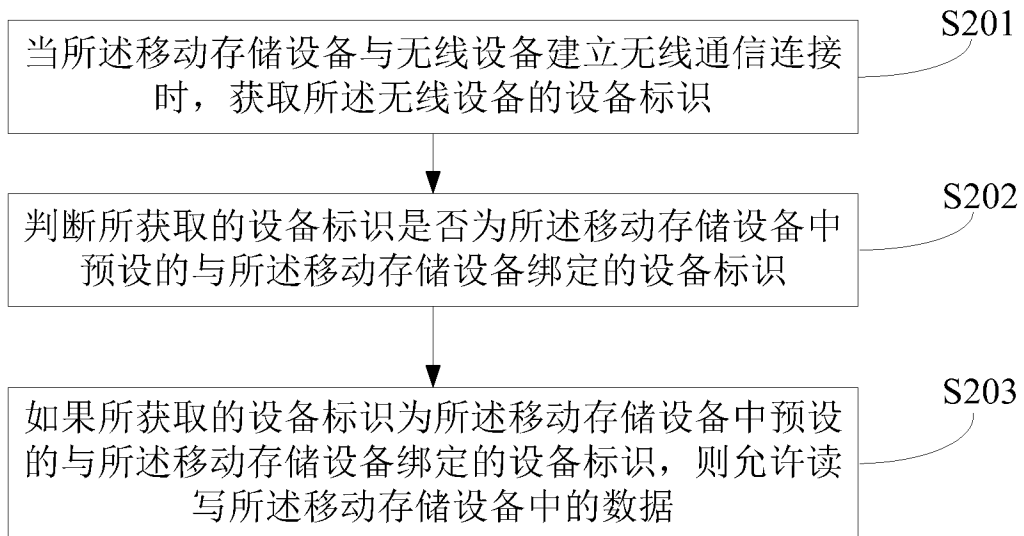 S201
当所述移动存储设备与无线设备建立无线通信连接
时，获取所述无线设备的设备标识
S202
判断所获取的设备标识是否为所述移动存储设备中
预设的与所述移动存储设备绑定的设备标识
S203
如果所获取的设备标识为所述移动存储设备中预设
的与所述移动存储设备绑定的设备标识，则允许读
写所述移动存储设备中的数据